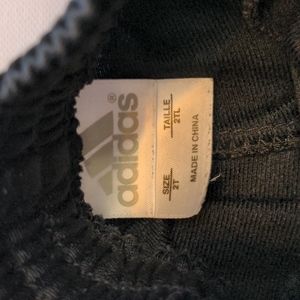 adidas®
SIZE TAILLE
2T 2TL
MADE IN CHINA